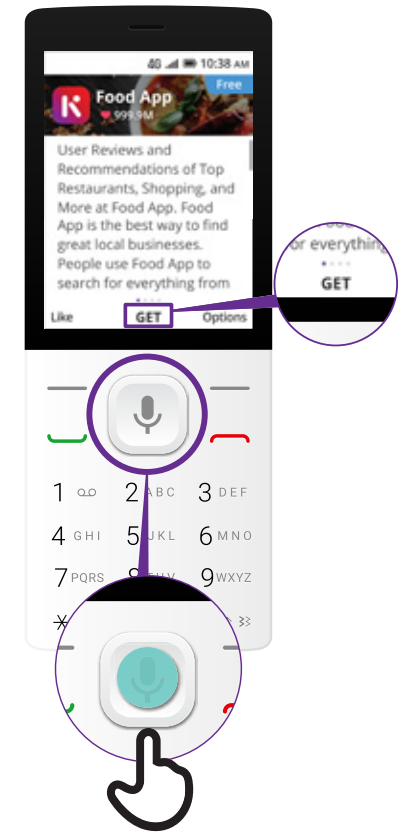 4G 10:38 AM
Free
Food App
999.9M
User Reviews and
Recommendations of Top
Restaurants, Shopping, and
More at Food App. Food
App is the best way to find
great local businesses.
People use Food App to
search for everything from
Like GET Options
or everything
GET
1 2 ABC 3 DEF
4 GHI 5 JKL 6 MNO
7 PQRS 9 WXYZ